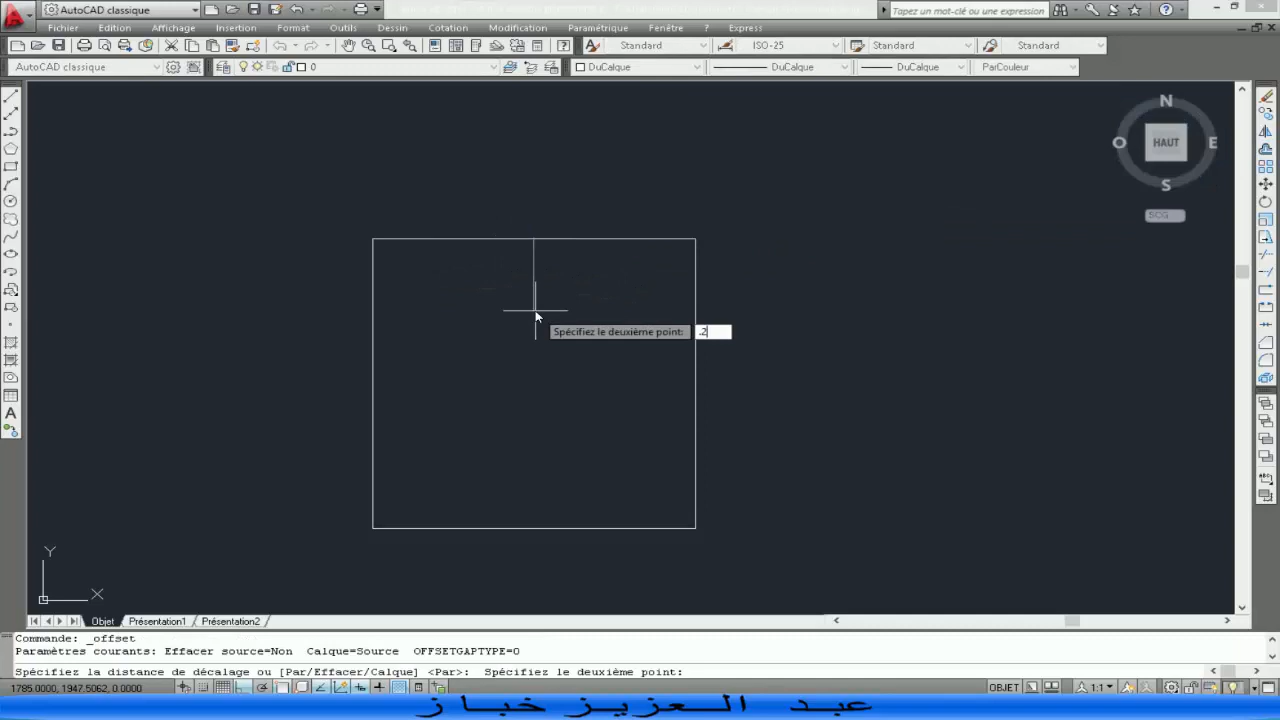 AutoCAD classique
Tapez un mot-clé ou une expression
Fichier Edition Affichage Insertion Format Outils Dessin Cotation Modification Paramétrique Fenêtre ? Express
Standard ISO-25 Standard Standard
AutoCAD classique 0 DuCalque DuCalque DuCalque ParCouleur
N
O HAUT E
S
SCG
Spécifiez le deuxième point: .2
Y
X
Objet Présentation1 Présentation2
Commande: _offset
Paramètres courants: Effacer source=Non Calque=Source OFFSETGAPTYPE=0
Spécifiez la distance de décalage ou [Par/Effacer/Calque] <Par>: Spécifiez le deuxième point:
1785.0000, 1947.5062, 0.0000 OBJET 1:1
عبد العزيز خباز